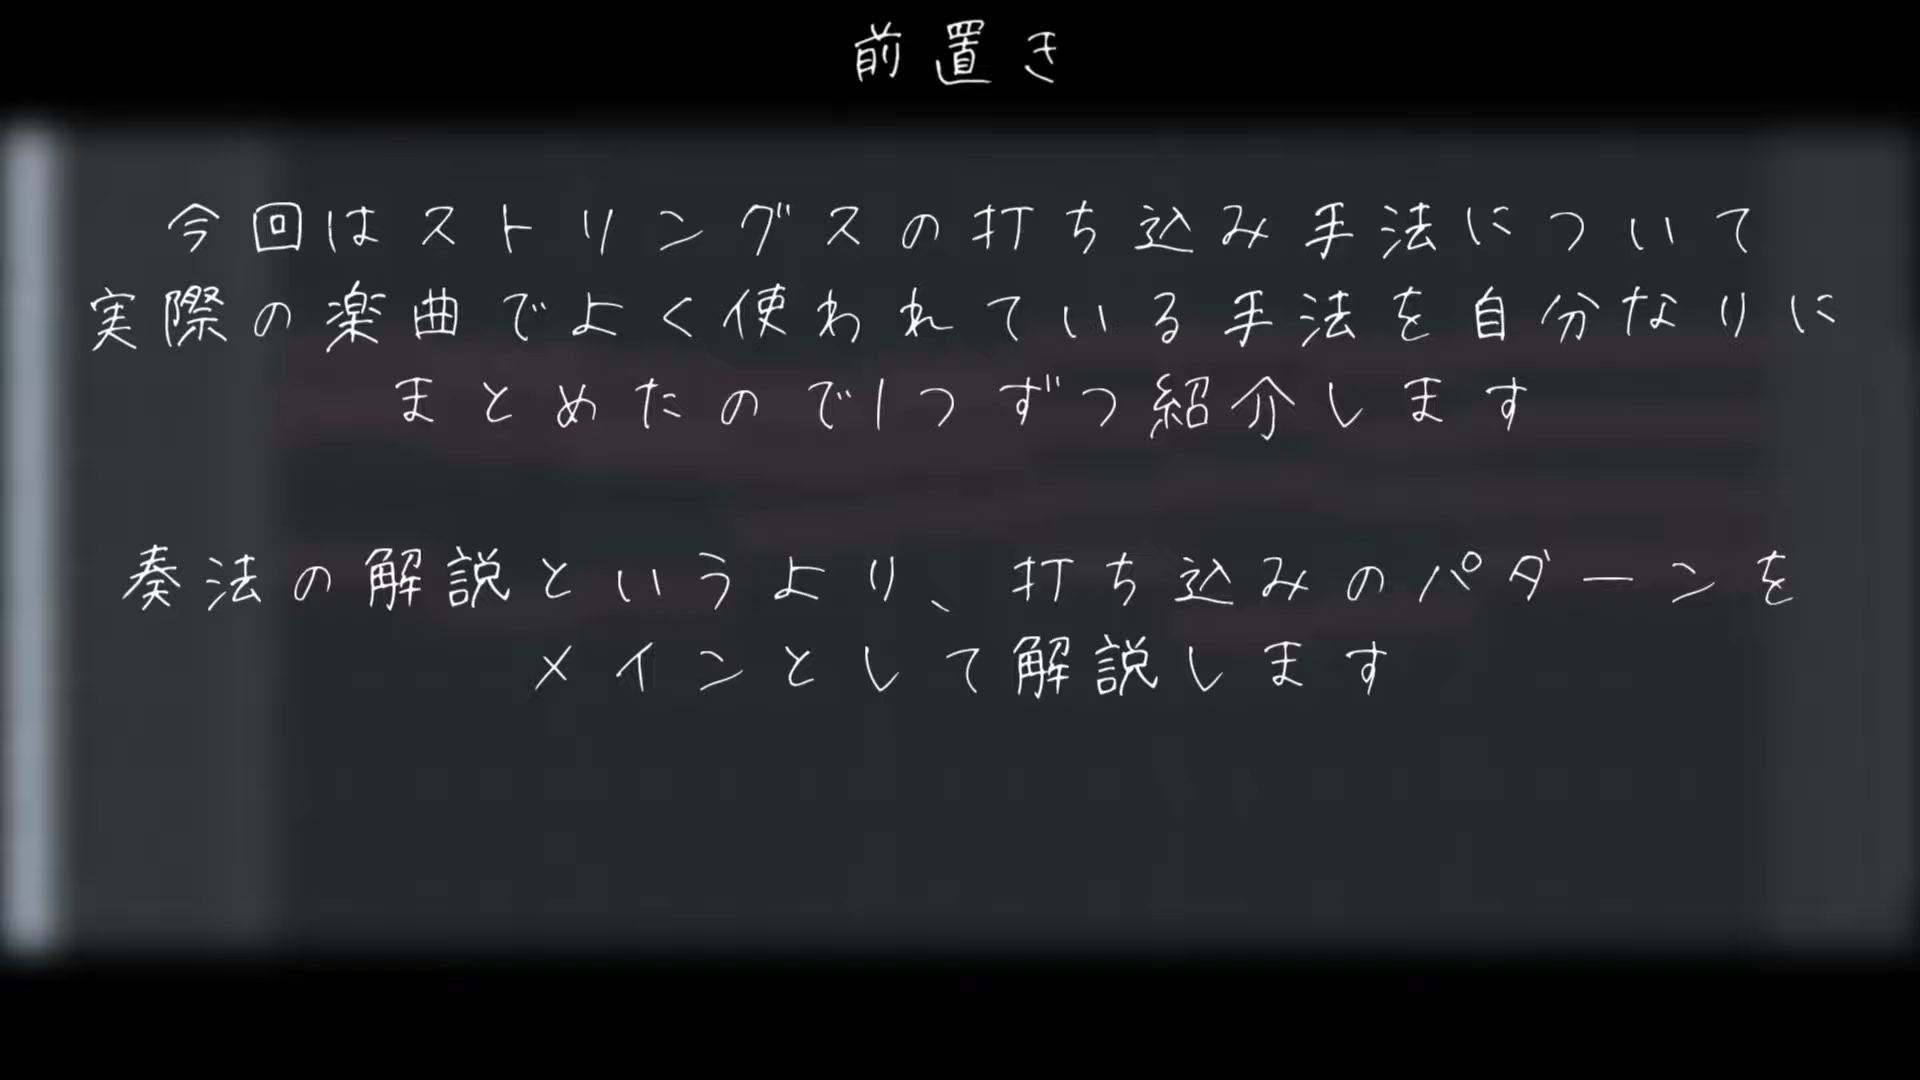 前置き
今回はストリングスの打ち込み手法について
実際の楽曲でよく使われている手法を自分なりに
まとめたので1つずつ紹介します
奏法の解説というより、打ち込みのパターンを
メインとして解説します